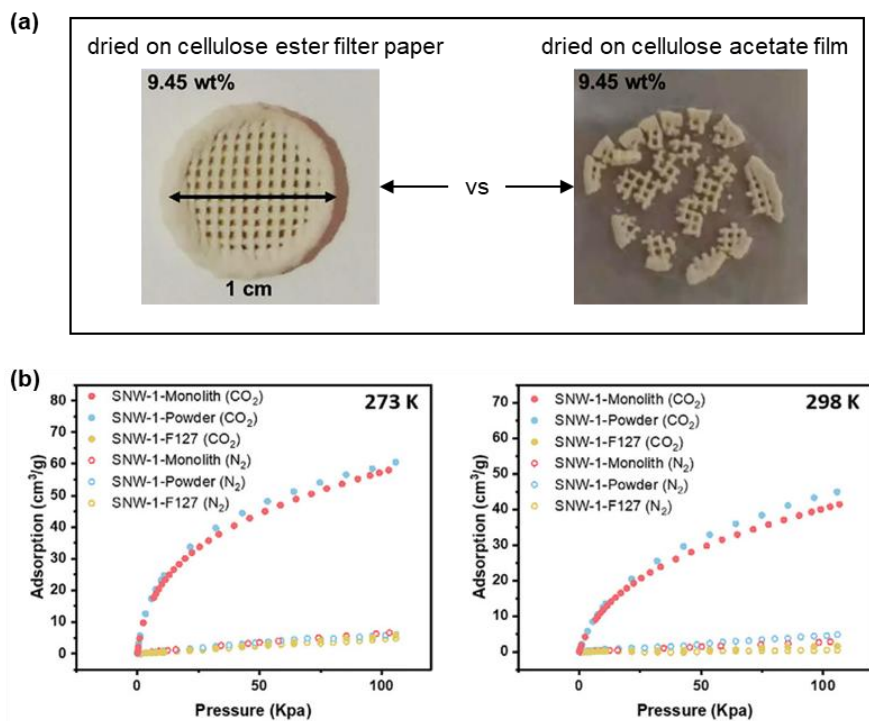 (a)
dried on cellulose ester filter paper
dried on cellulose acetate film
9.45 wt%
9.45 wt%
vs
1 cm
(b)
SNW-1-Monolith (CO₂)
SNW-1-Powder (CO₂)
SNW-1-F127 (CO₂)
SNW-1-Monolith (N₂)
SNW-1-Powder (N₂)
SNW-1-F127 (N₂)
273 K
80
70
60
50
40
30
20
10
0
Adsorption (cm³/g)
0
50
100
Pressure (Kpa)
SNW-1-Monolith (CO₂)
SNW-1-Powder (CO₂)
SNW-1-F127 (CO₂)
SNW-1-Monolith (N₂)
SNW-1-Powder (N₂)
SNW-1-F127 (N₂)
298 K
70
60
50
40
30
20
10
0
Adsorption (cm³/g)
0
50
100
Pressure (Kpa)